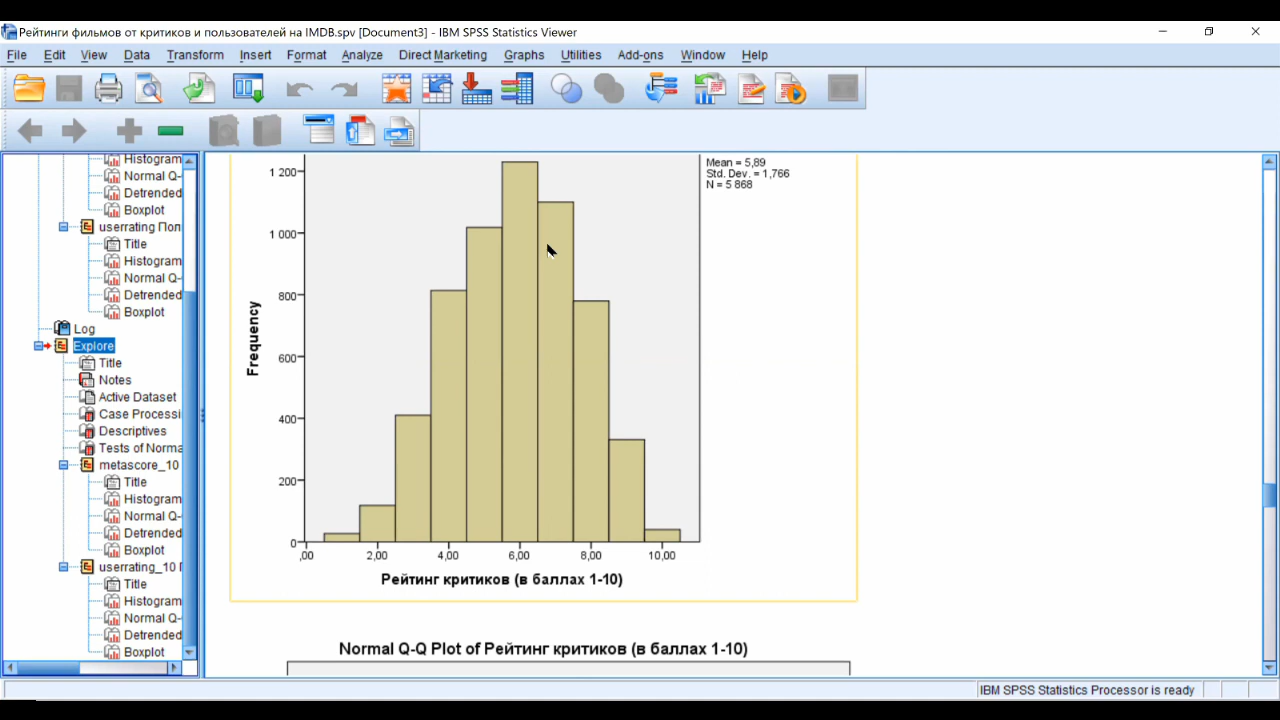 Рейтинги фильмов от критиков и пользователей на IMDB.spv [Document3] - IBM SPSS Statistics Viewer
File Edit View Data Transform Insert Format Analyze Direct Marketing Graphs Utilities Add-ons Window Help
Histogram
Normal Q-
Detrended
Boxplot
userrating Пол
Title
Histogram
Normal Q-
Detrended
Boxplot
Log
Explore
Title
Notes
Active Dataset
Case Processi
Descriptives
Tests of Norma
metascore_10
Title
Histogram
Normal Q-
Detrended
Boxplot
userrating_10
Title
Histogram
Normal Q-
Detrended
Boxplot
Mean = 5,89
Std. Dev. = 1,766
N = 5 868
1 200
1 000
800
600
400
200
0
Frequency
,00 2,00 4,00 6,00 8,00 10,00
Рейтинг критиков (в баллах 1-10)
Normal Q-Q Plot of Рейтинг критиков (в баллах 1-10)
IBM SPSS Statistics Processor is ready